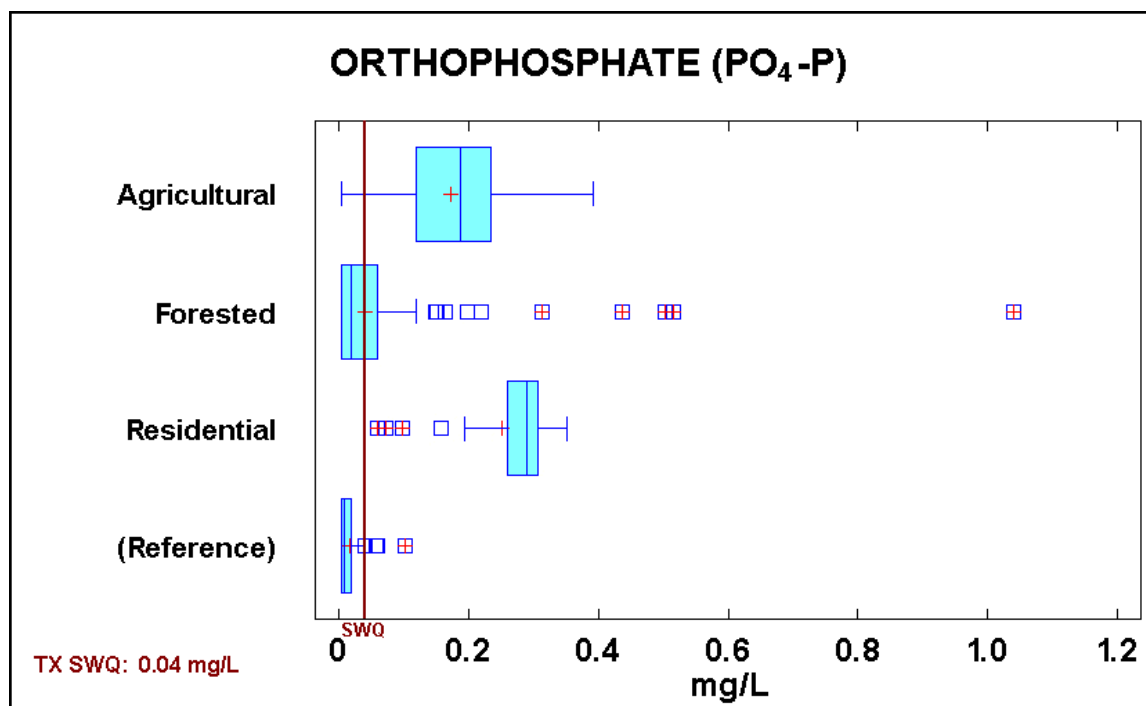 ORTHOPHOSPHATE (PO₄-P)
Agricultural
Forested
Residential
(Reference)
SWQ
0 0.2 0.4 0.6 0.8 1.0 1.2
TX SWQ: 0.04 mg/L
mg/L